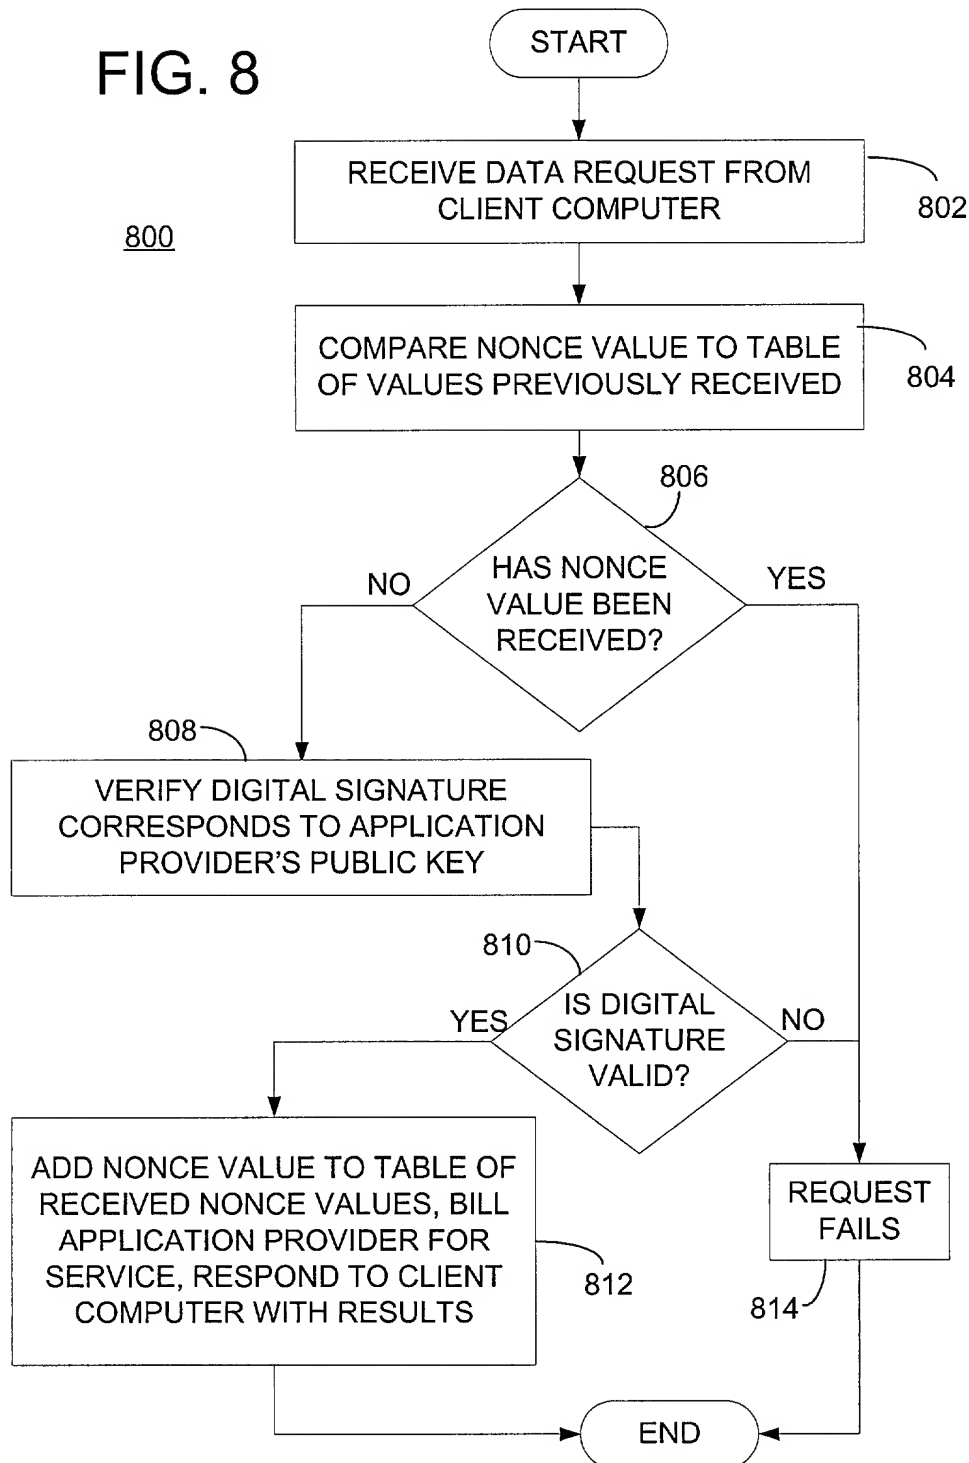 START
FIG. 8
RECEIVE DATA REQUEST FROM
CLIENT COMPUTER
802
800
COMPARE NONCE VALUE TO TABLE
OF VALUES PREVIOUSLY RECEIVED
804
806
HAS NONCE
VALUE BEEN
RECEIVED?
NO
YES
808
VERIFY DIGITAL SIGNATURE
CORRESPONDS TO APPLICATION
PROVIDER'S PUBLIC KEY
810
IS DIGITAL
SIGNATURE
VALID?
YES
NO
ADD NONCE VALUE TO TABLE OF
RECEIVED NONCE VALUES, BILL
APPLICATION PROVIDER FOR
SERVICE, RESPOND TO CLIENT
COMPUTER WITH RESULTS
812
REQUEST
FAILS
814
END